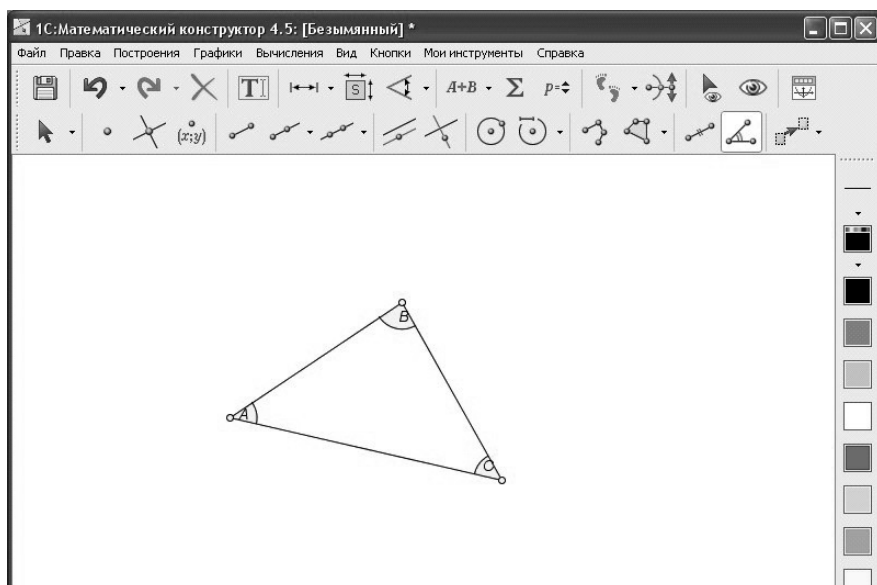 1С:Математический конструктор 4.5: [Безымянный] *
Файл Правка Построения Графики Вычисления Вид Кнопки Мои инструменты Справка
T S A+B Σ P=
(x;y)
B
A
C